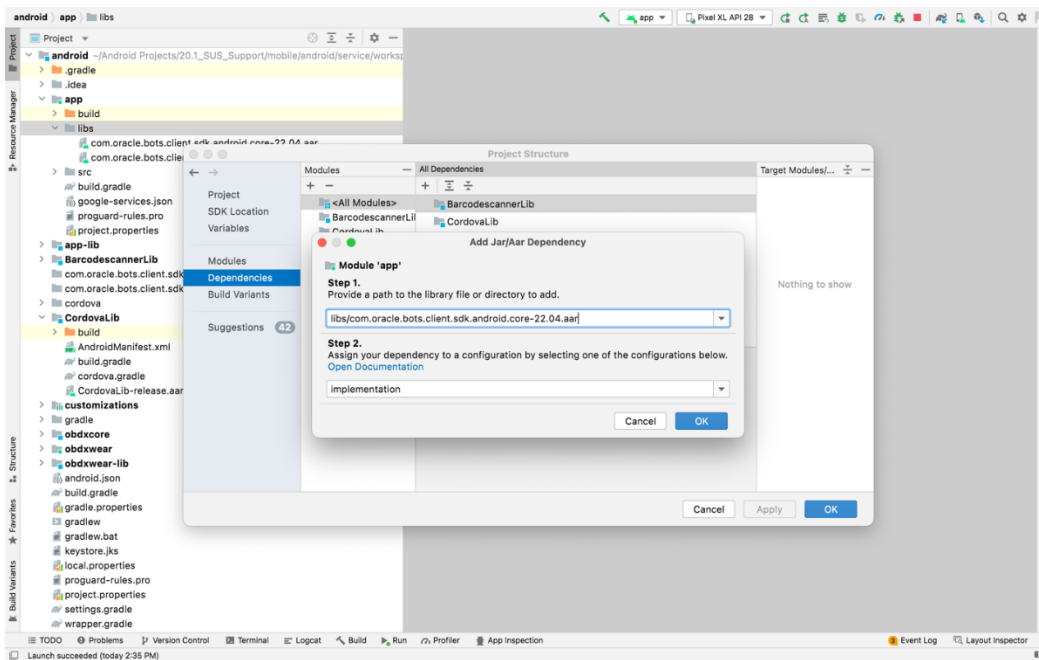 android app libs
app Pixel XL API 28
Project
android ~/Android Projects/20.1_SUS_Support/mobile/android/service/worksp
.gradle
.idea
app
build
libs
com.oracle.bots.client.sdk.android.core-22.04.aar
com.oracle.bots.clie
src
build.gradle
google-services.json
proguard-rules.pro
project.properties
app-lib
BarcodescannerLib
com.oracle.bots.client.sdk
com.oracle.bots.client.sdk
cordova
CordovaLib
build
AndroidManifest.xml
build.gradle
cordova.gradle
CordovaLib-release.aar
customizations
gradle
obdxcore
obdxwear
obdxwear-lib
android.json
build.gradle
gradle.properties
gradlew
gradlew.bat
keystore.jks
local.properties
proguard-rules.pro
project.properties
settings.gradle
wrapper.gradle
Project
Resource Manager
Structure
Favorites
Build Variants
Project Structure
Project
SDK Location
Variables
Modules
Dependencies
Build Variants
Suggestions 42
Modules
<All Modules>
BarcodescannerLi
CordovaLib
All Dependencies
BarcodescannerLib
CordovaLib
Target Modules/...
Nothing to show
Add Jar/Aar Dependency
Module 'app'
Step 1.
Provide a path to the library file or directory to add.
libs/com.oracle.bots.client.sdk.android.core-22.04.aar
Step 2.
Assign your dependency to a configuration by selecting one of the configurations below.
Open Documentation
implementation
Cancel OK
Cancel Apply OK
TODO Problems Version Control Terminal Logcat Build Run Profiler App Inspection 3 Event Log Layout Inspector
Launch succeeded (today 2:35 PM)